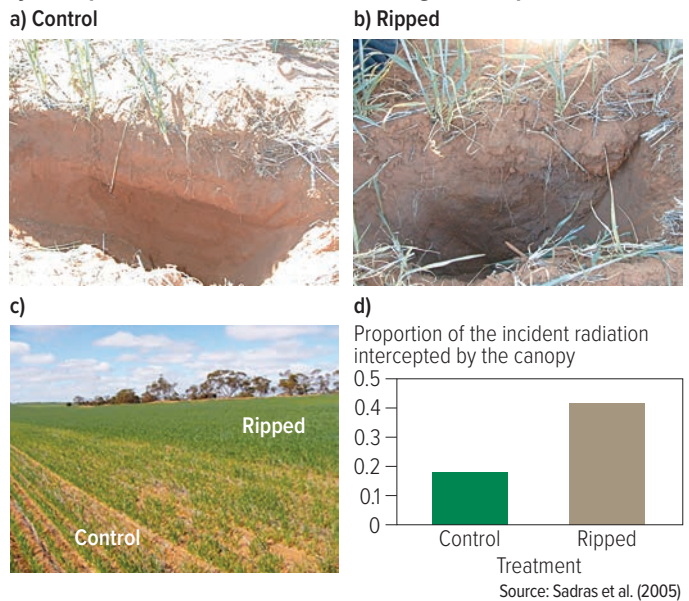 a) Control
b) Ripped
c)
Ripped
Control
d)
Proportion of the incident radiation
intercepted by the canopy
0.5
0.4
0.3
0.2
0.1
0
Control Ripped
Treatment
Source: Sadras et al. (2005)